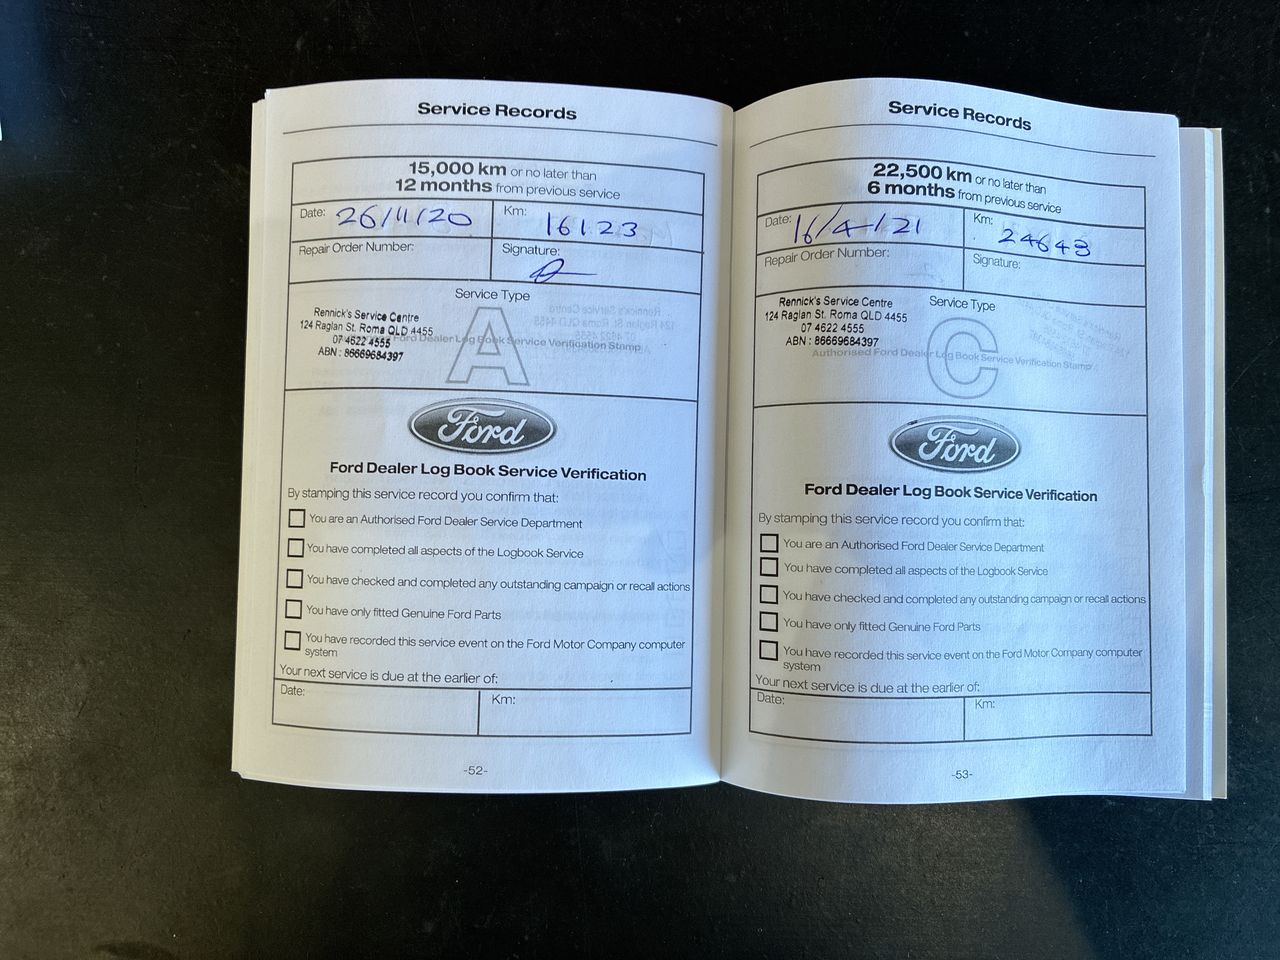 Service Records
15,000 km or no later than
12 months from previous service
Date: 26/11/20 Km: 16123
Repair Order Number: Signature:
Service Type
Rennick's Service Centre
124 Raglan St. Roma QLD 4455
07 4622 4555
ABN : 86669684397
Ford Dealer Log Book Service Verification Stamp
A
Ford
Ford Dealer Log Book Service Verification
By stamping this service record you confirm that:
You are an Authorised Ford Dealer Service Department
You have completed all aspects of the Logbook Service
You have checked and completed any outstanding campaign or recall actions
You have only fitted Genuine Ford Parts
You have recorded this service event on the Ford Motor Company computer
system
Your next service is due at the earlier of:
Date: Km:
-52-
Service Records
22,500 km or no later than
6 months from previous service
Date: 16/4/21 Km: 24643
Repair Order Number: Signature:
Service Type
Rennick's Service Centre
124 Raglan St. Roma QLD 4455
07 4622 4555
ABN : 86669684397
Authorised Ford Dealer Log Book Service Verification Stamp
C
Ford
Ford Dealer Log Book Service Verification
By stamping this service record you confirm that:
You are an Authorised Ford Dealer Service Department
You have completed all aspects of the Logbook Service
You have checked and completed any outstanding campaign or recall actions
You have only fitted Genuine Ford Parts
You have recorded this service event on the Ford Motor Company computer
system
Your next service is due at the earlier of:
Date: Km:
-53-